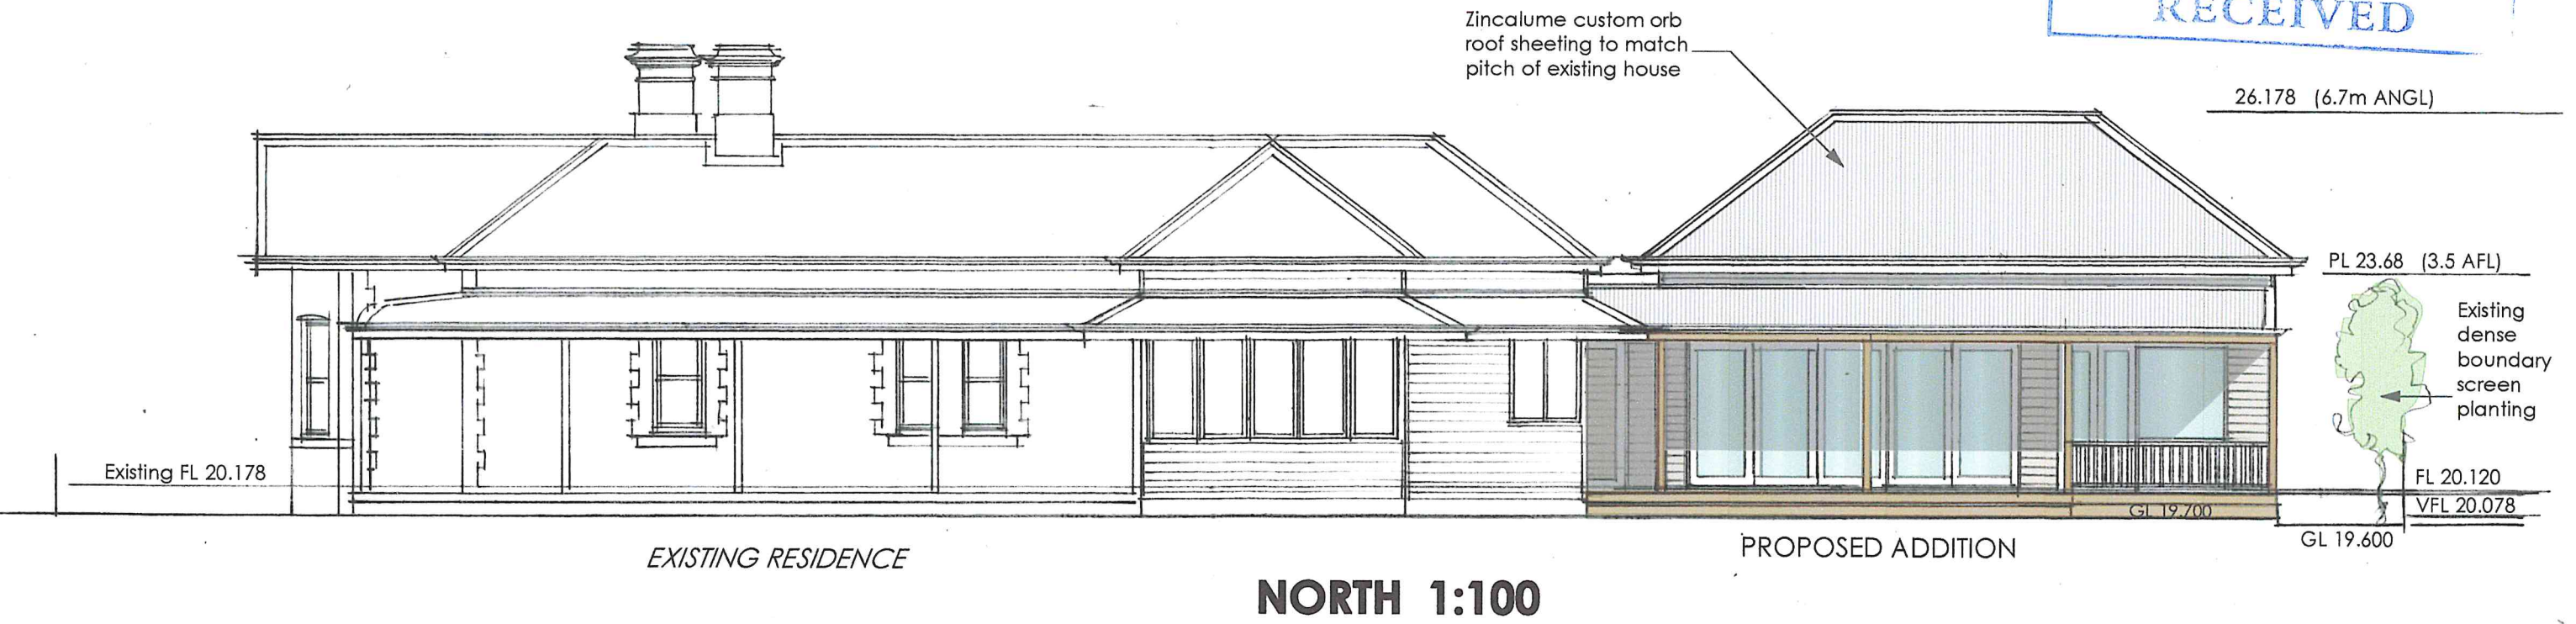 RECEIVED
Zincalume custom orb
roof sheeting to match
pitch of existing house
26.178 (6.7m ANGL)
PL 23.68 (3.5 AFL)
Existing
dense
boundary
screen
planting
Existing FL 20.178
FL 20.120
VFL 20.078
GL 19.700
GL 19.600
EXISTING RESIDENCE
PROPOSED ADDITION
NORTH 1:100